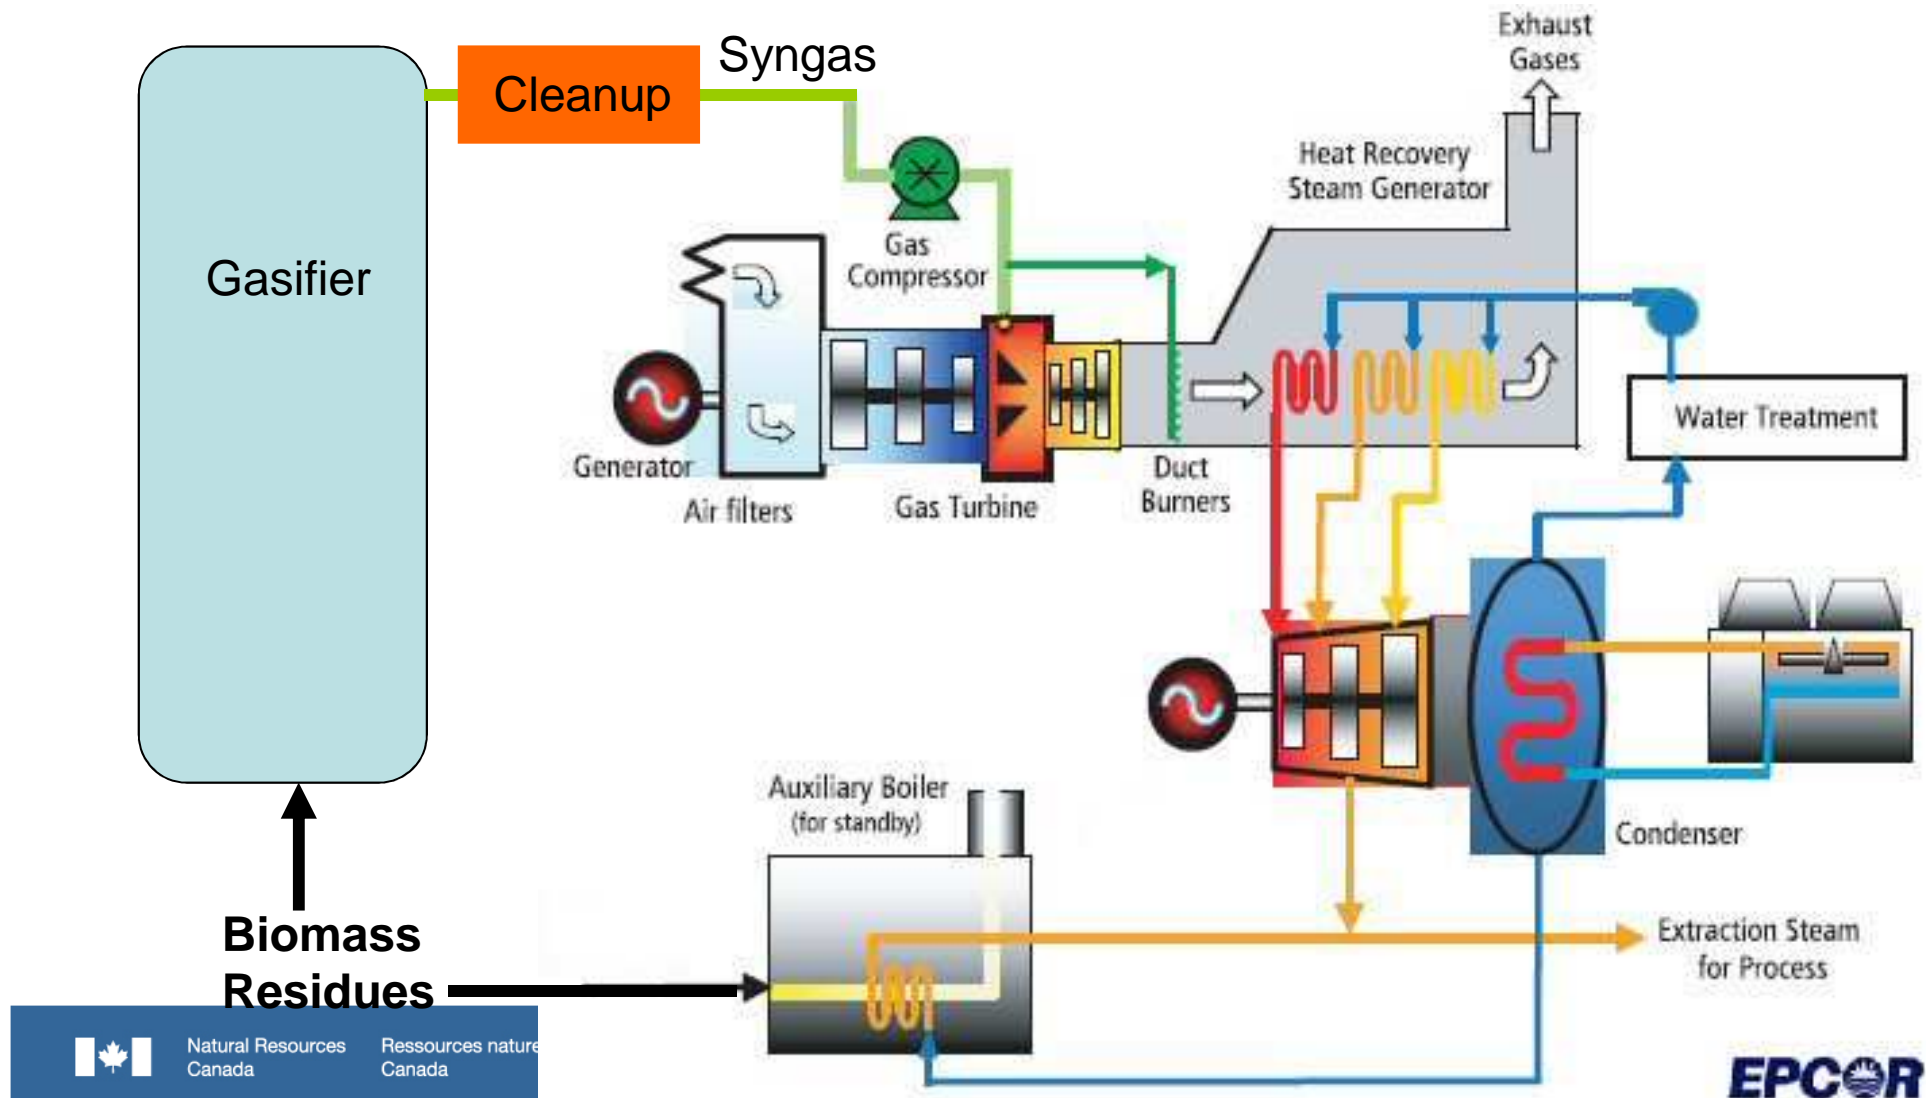 Syngas
Cleanup
Gasifier
Exhaust
Gases
Heat Recovery
Steam Generator
Gas
Compressor
Generator
Air filters
Gas Turbine
Duct
Burners
Water Treatment
Condenser
Auxiliary Boiler
(for standby)
Extraction Steam
for Process
Biomass
Residues
Natural Resources
Canada
Ressources nature
Canada
EPCOR